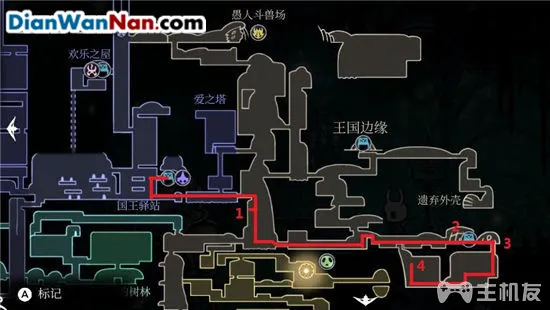 DianWanNan.com
愚人斗兽场
欢乐之屋
爱之塔
王国边缘
国王驿站
1
遗弃外壳
2
3
4
A 标记
树林
主机友